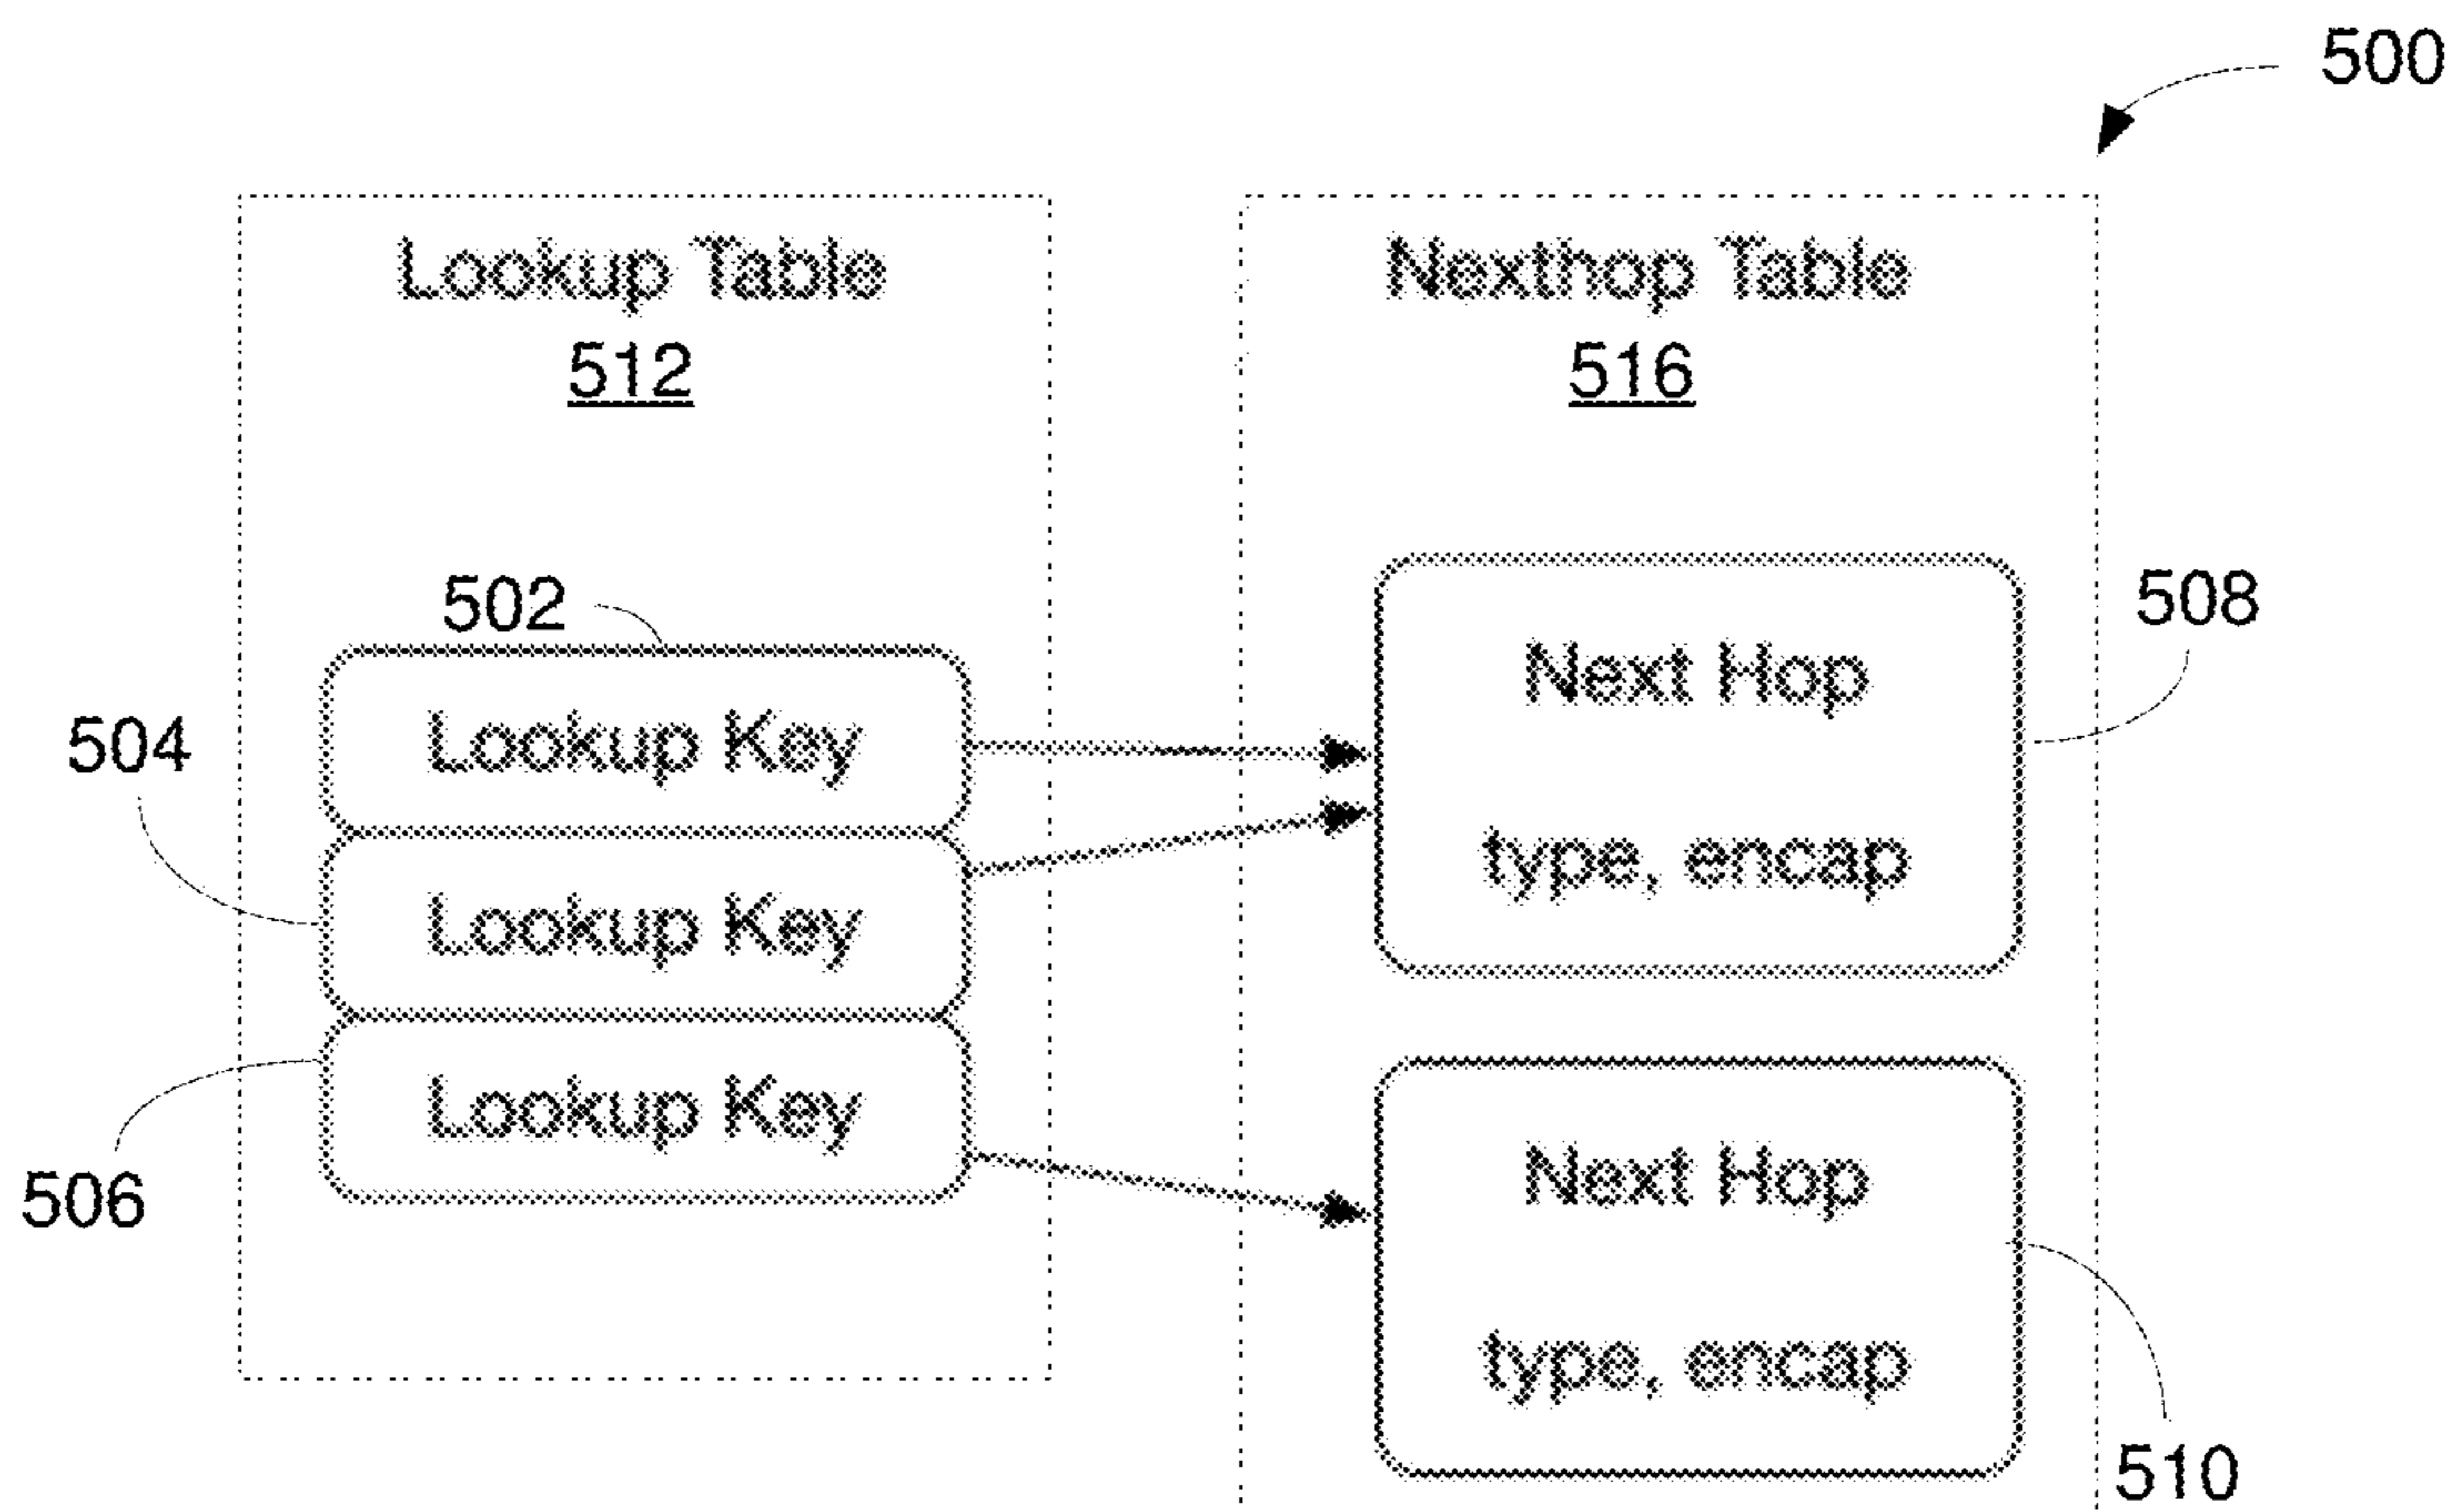 500
Lookup Table
512
Nexthop Table
516
502
504
506
Lookup Key
Lookup Key
Lookup Key
508
Next Hop
type, encap
Next Hop
type, encap
510